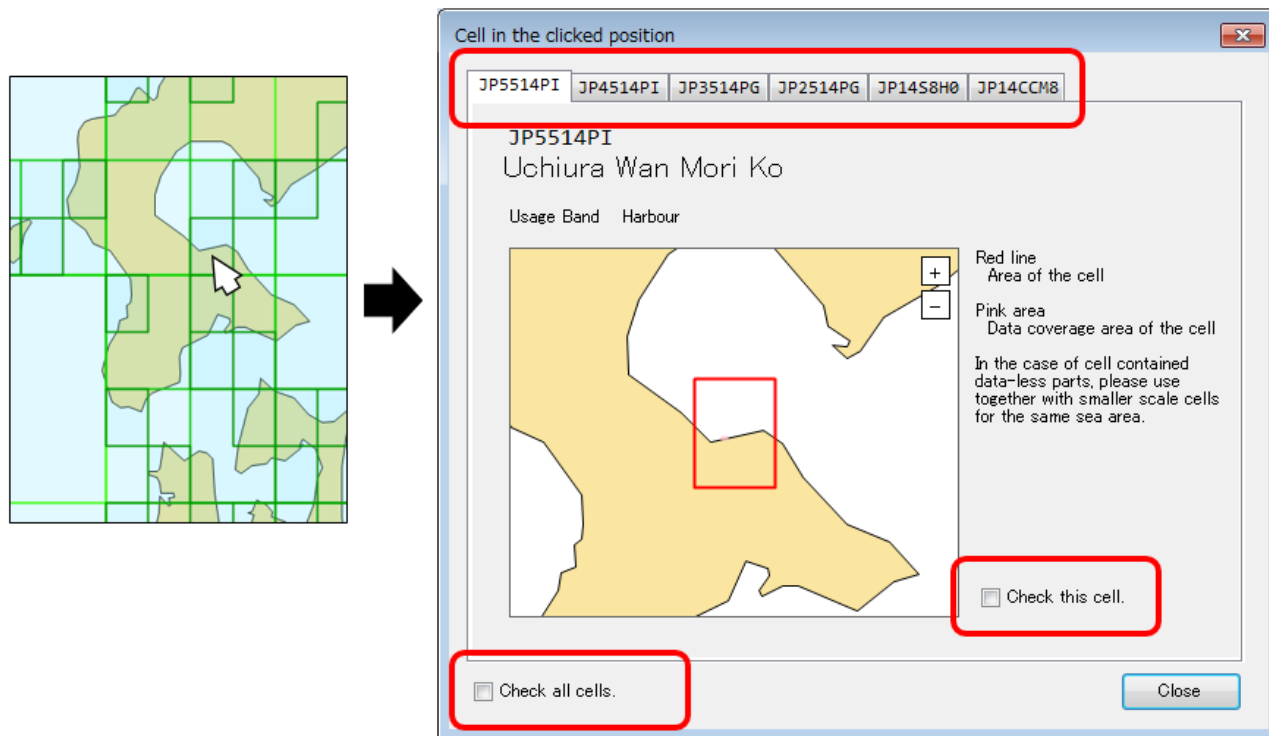 Cell in the clicked position
JP5514PI JP4514PI JP3514PG JP2514PG JP14S8H0 JP14CCM8
JP5514PI
Uchiura Wan Mori Ko
Usage Band Harbour
+
−
Red line
Area of the cell
Pink area
Data coverage area of the cell
In the case of cell contained
data-less parts, please use
together with smaller scale cells
for the same sea area.
Check this cell.
Check all cells.
Close